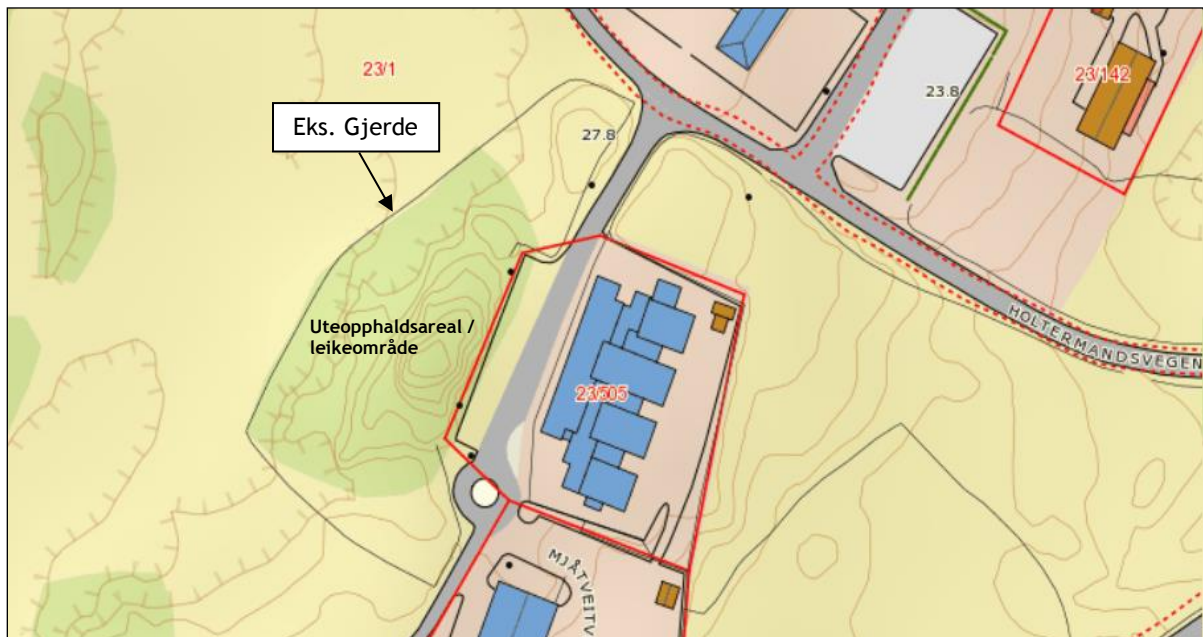 23/1
Eks. Gjerde
27.8
23.8
23/142
Uteopphaldsareal /
leikeområde
23/505
HOLTERMANDSVEGEN
MJÅTVEITV